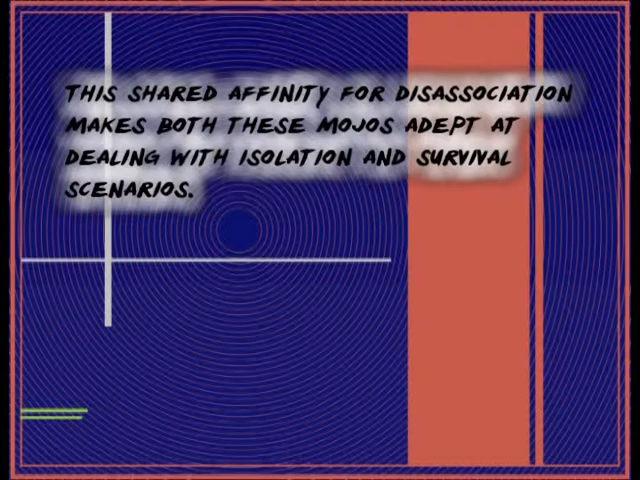 THIS SHARED AFFINITY FOR DISASSOCIATION
MAKES BOTH THESE MOJOS ADEPT AT
DEALING WITH ISOLATION AND SURVIVAL
SCENARIOS.